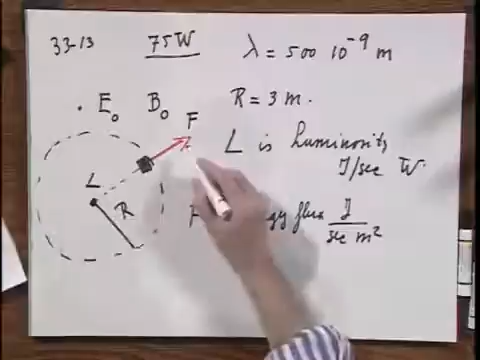 33-13 75W λ = 500 10⁻⁹ m
E₀ B₀ R = 3 m.
F
L is Luminosity
J/sec W
L
R
flux J / sec m²